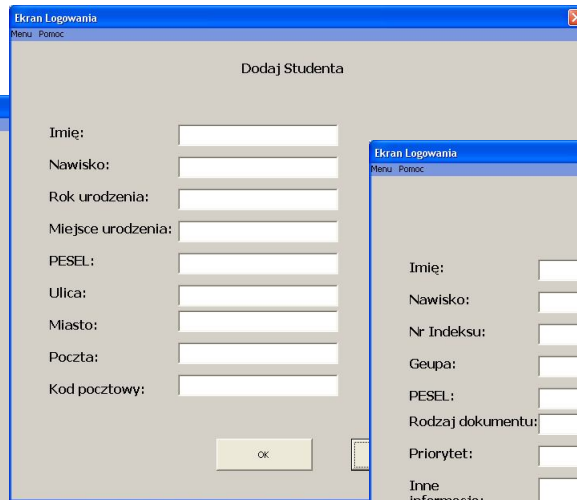 Ekran Logowania
Menu Pomoc
Dodaj Studenta
Imię:
Nawisko:
Rok urodzenia:
Miejsce urodzenia:
PESEL:
Ulica:
Miasto:
Poczta:
Kod pocztowy:
OK
Ekran Logowania
Menu Pomoc
Imię:
Nawisko:
Nr Indeksu:
Geupa:
PESEL:
Rodzaj dokumentu:
Priorytet:
Inne
informacje: